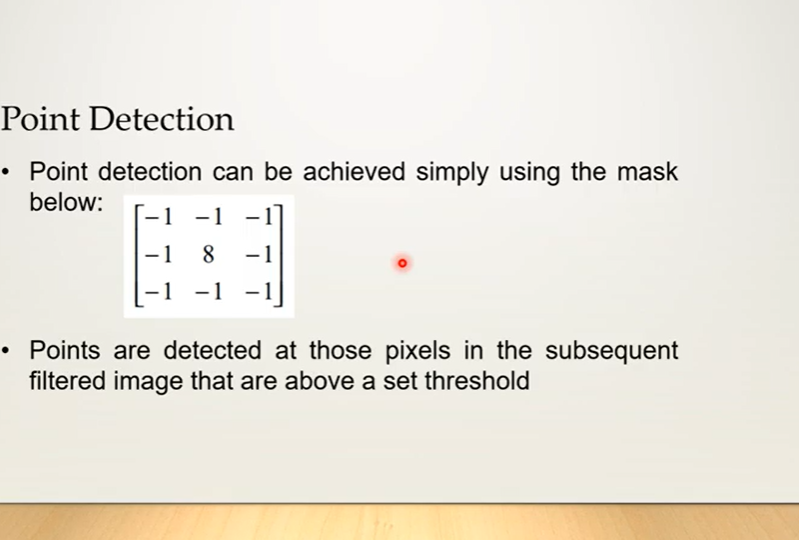 Point Detection
• Point detection can be achieved simply using the mask
below:
−1 −1 −1
−1 8 −1
−1 −1 −1
• Points are detected at those pixels in the subsequent
filtered image that are above a set threshold